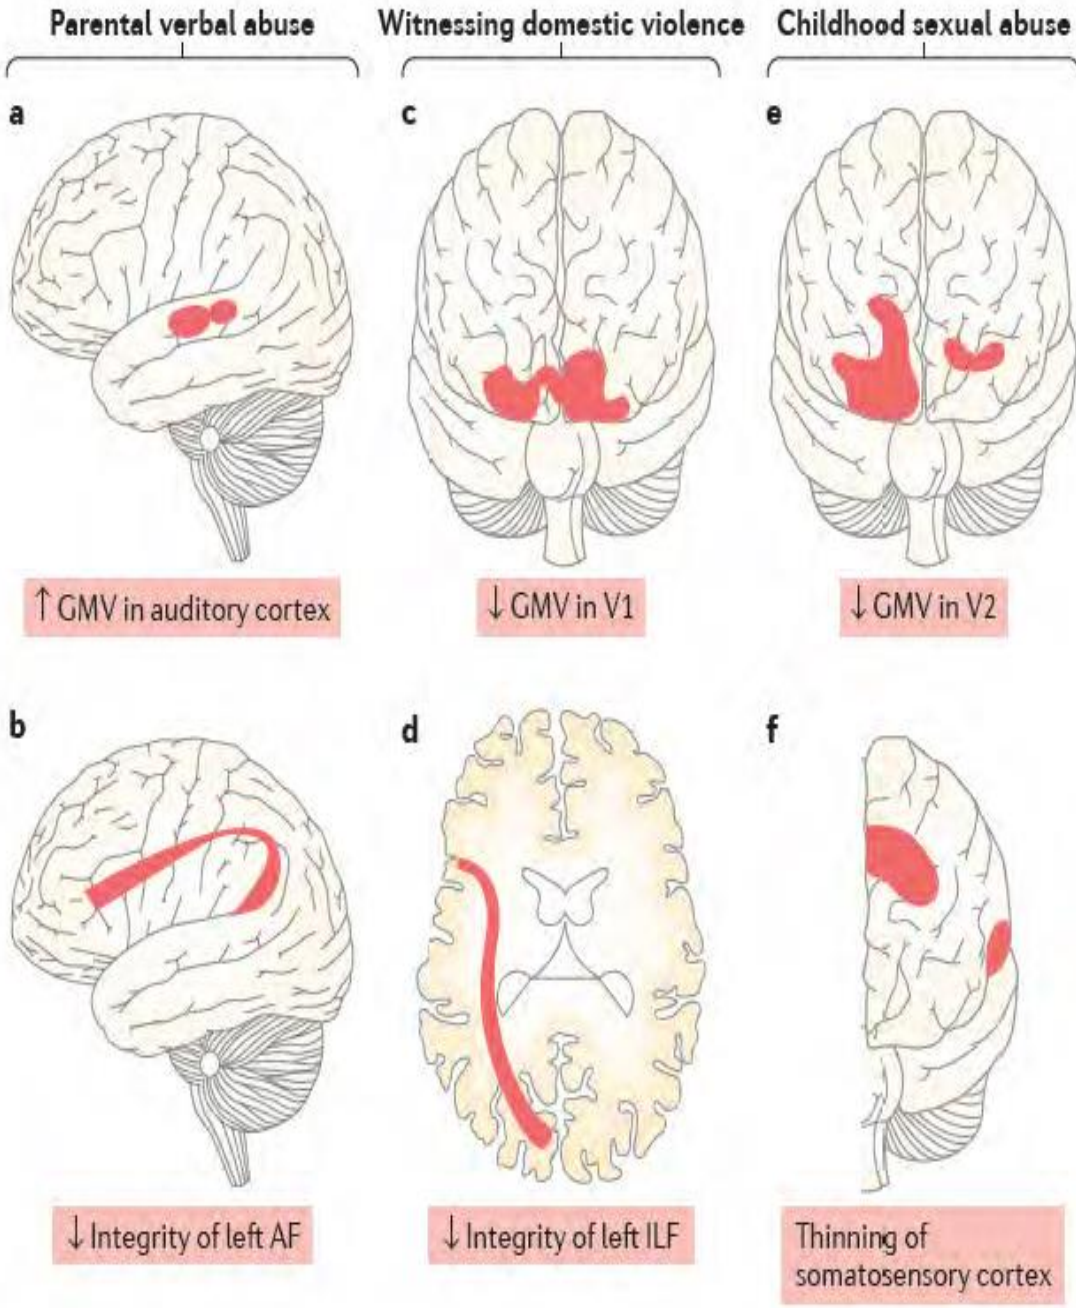 Parental verbal abuse
Witnessing domestic violence
Childhood sexual abuse
a
c
e
↑ GMV in auditory cortex
↓ GMV in V1
↓ GMV in V2
b
d
f
↓ Integrity of left AF
↓ Integrity of left ILF
Thinning of
somatosensory cortex